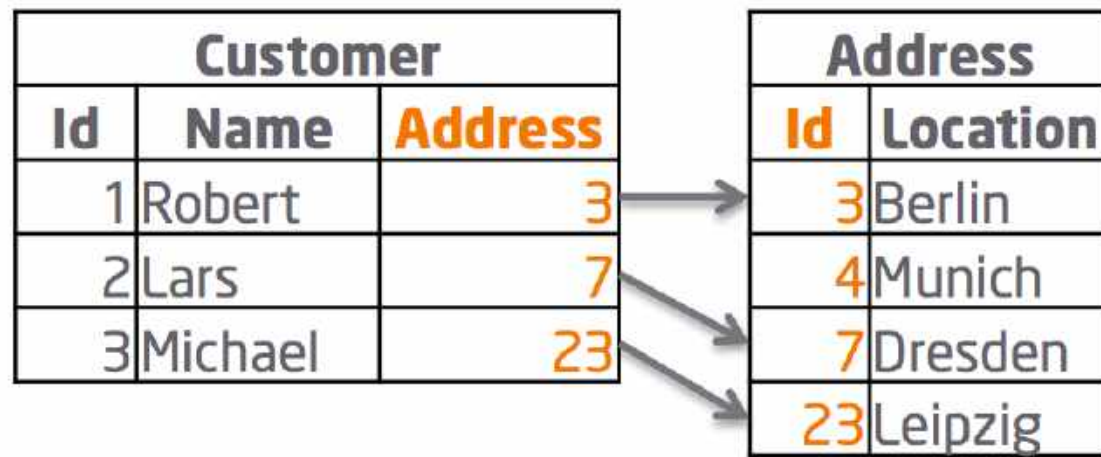 Customer
Id Name Address
1 Robert 3
2 Lars 7
3 Michael 23
Address
Id Location
3 Berlin
4 Munich
7 Dresden
23 Leipzig